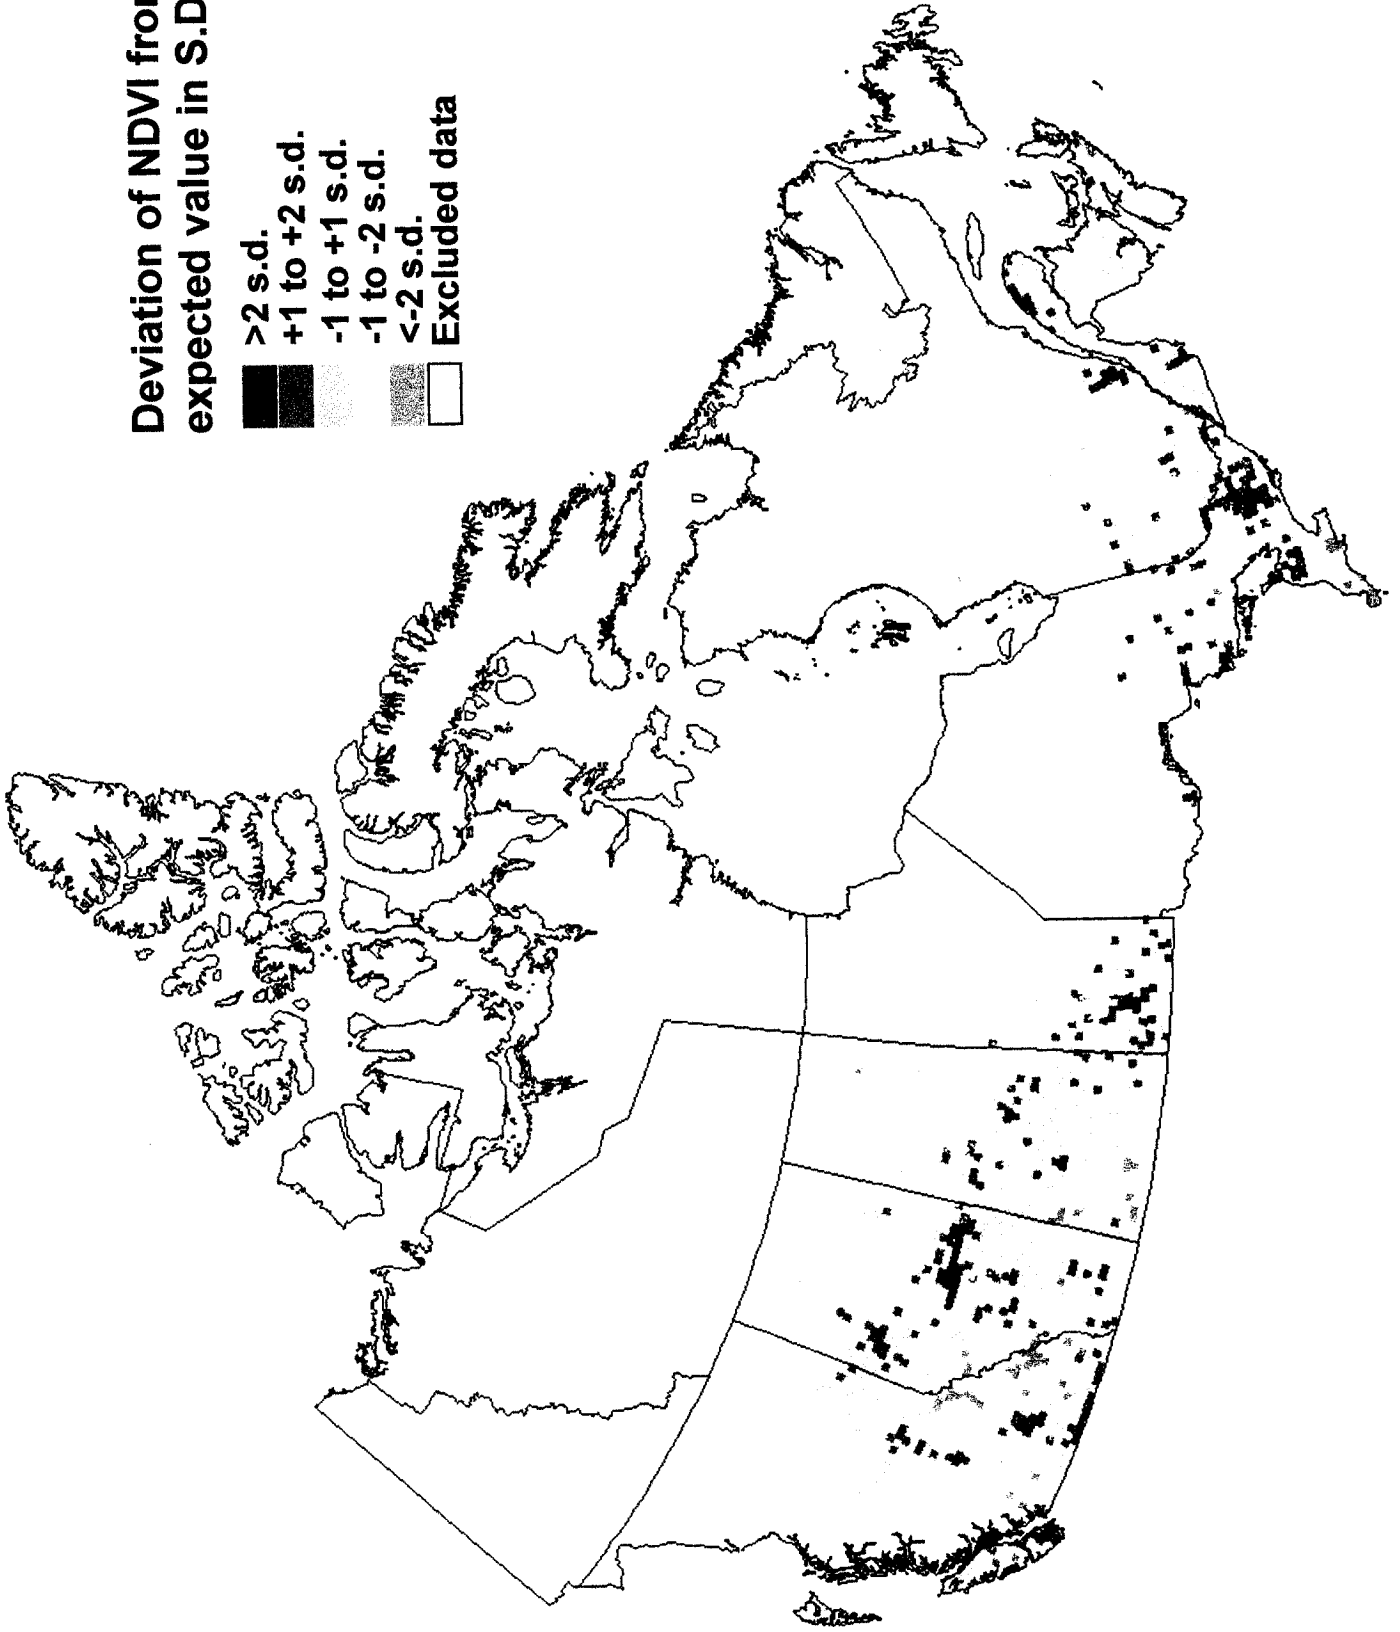 Deviation of NDVI from
expected value in S.D
>2 s.d.
+1 to +2 s.d.
-1 to +1 s.d.
-1 to -2 s.d.
<-2 s.d.
Excluded data